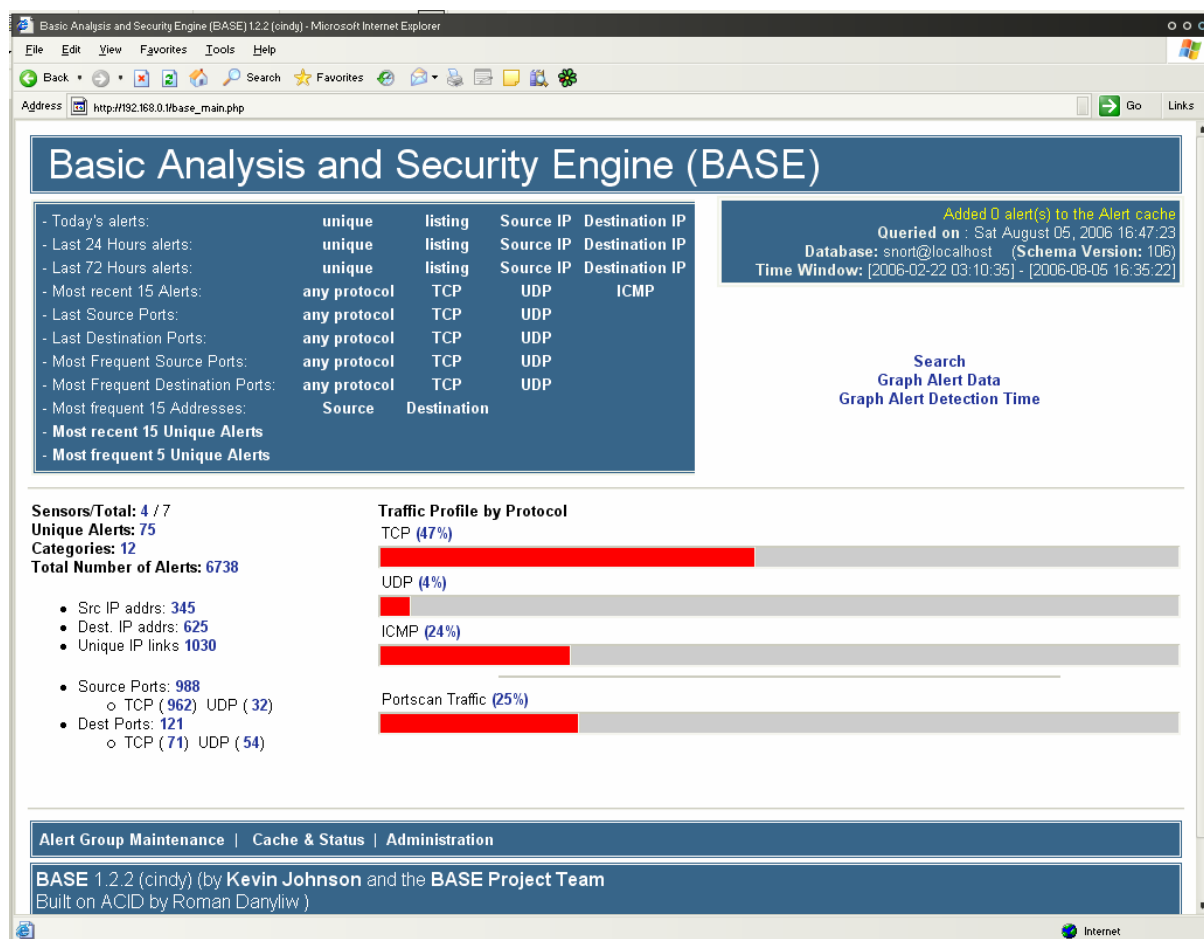 Basic Analysis and Security Engine (BASE) 1.2.2 (cindy) - Microsoft Internet Explorer
File Edit View Favorites Tools Help
Back Search Favorites
Address http://192.168.0.1/base_main.php Go Links
Basic Analysis and Security Engine (BASE)
- Today's alerts: unique listing Source IP Destination IP
- Last 24 Hours alerts: unique listing Source IP Destination IP
- Last 72 Hours alerts: unique listing Source IP Destination IP
- Most recent 15 Alerts: any protocol TCP UDP ICMP
- Last Source Ports: any protocol TCP UDP
- Last Destination Ports: any protocol TCP UDP
- Most Frequent Source Ports: any protocol TCP UDP
- Most Frequent Destination Ports: any protocol TCP UDP
- Most frequent 15 Addresses: Source Destination
- Most recent 15 Unique Alerts
- Most frequent 5 Unique Alerts
Added 0 alert(s) to the Alert cache
Queried on : Sat August 05, 2006 16:47:23
Database: snort@localhost (Schema Version: 106)
Time Window: [2006-02-22 03:10:35] - [2006-08-05 16:35:22]
Search
Graph Alert Data
Graph Alert Detection Time
Sensors/Total: 4 / 7
Unique Alerts: 75
Categories: 12
Total Number of Alerts: 6738
• Src IP addrs: 345
• Dest. IP addrs: 625
• Unique IP links 1030
• Source Ports: 988
○ TCP ( 962) UDP ( 32)
• Dest Ports: 121
○ TCP ( 71) UDP ( 54)
Traffic Profile by Protocol
TCP (47%)
UDP (4%)
ICMP (24%)
Portscan Traffic (25%)
Alert Group Maintenance | Cache & Status | Administration
BASE 1.2.2 (cindy) (by Kevin Johnson and the BASE Project Team
Built on ACID by Roman Danyliw )
Internet